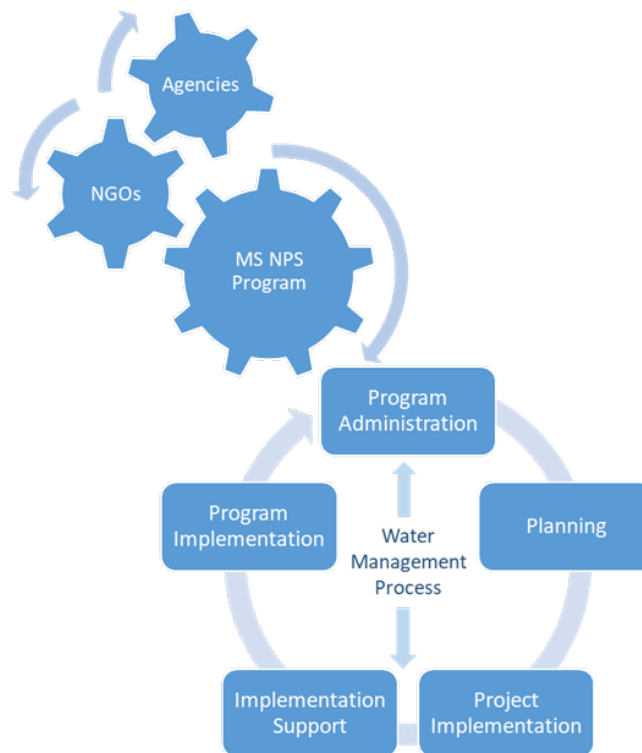 Agencies
NGOs
MS NPS
Program
Program
Administration
Program
Implementation
Planning
Water
Management
Process
Implementation
Support
Project
Implementation